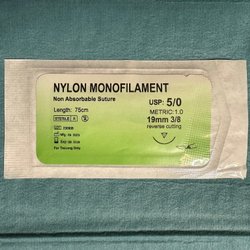 NYLON MONOFILAMENT
Non Absorbable Suture
USP: 5/0
Length: 75cm
METRIC: 1.0
STERILE R
19mm 3/8
reverse cutting
For Training Only